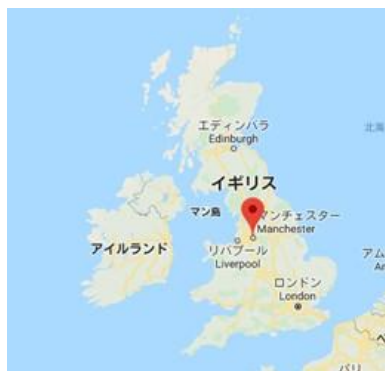 エディンバラ
Edinburgh
北海
イギリス
マン島
マンチェスター
Manchester
アイルランド
リバプール
Liverpool
アム
Am
ロンドン
London
ベ
パリ